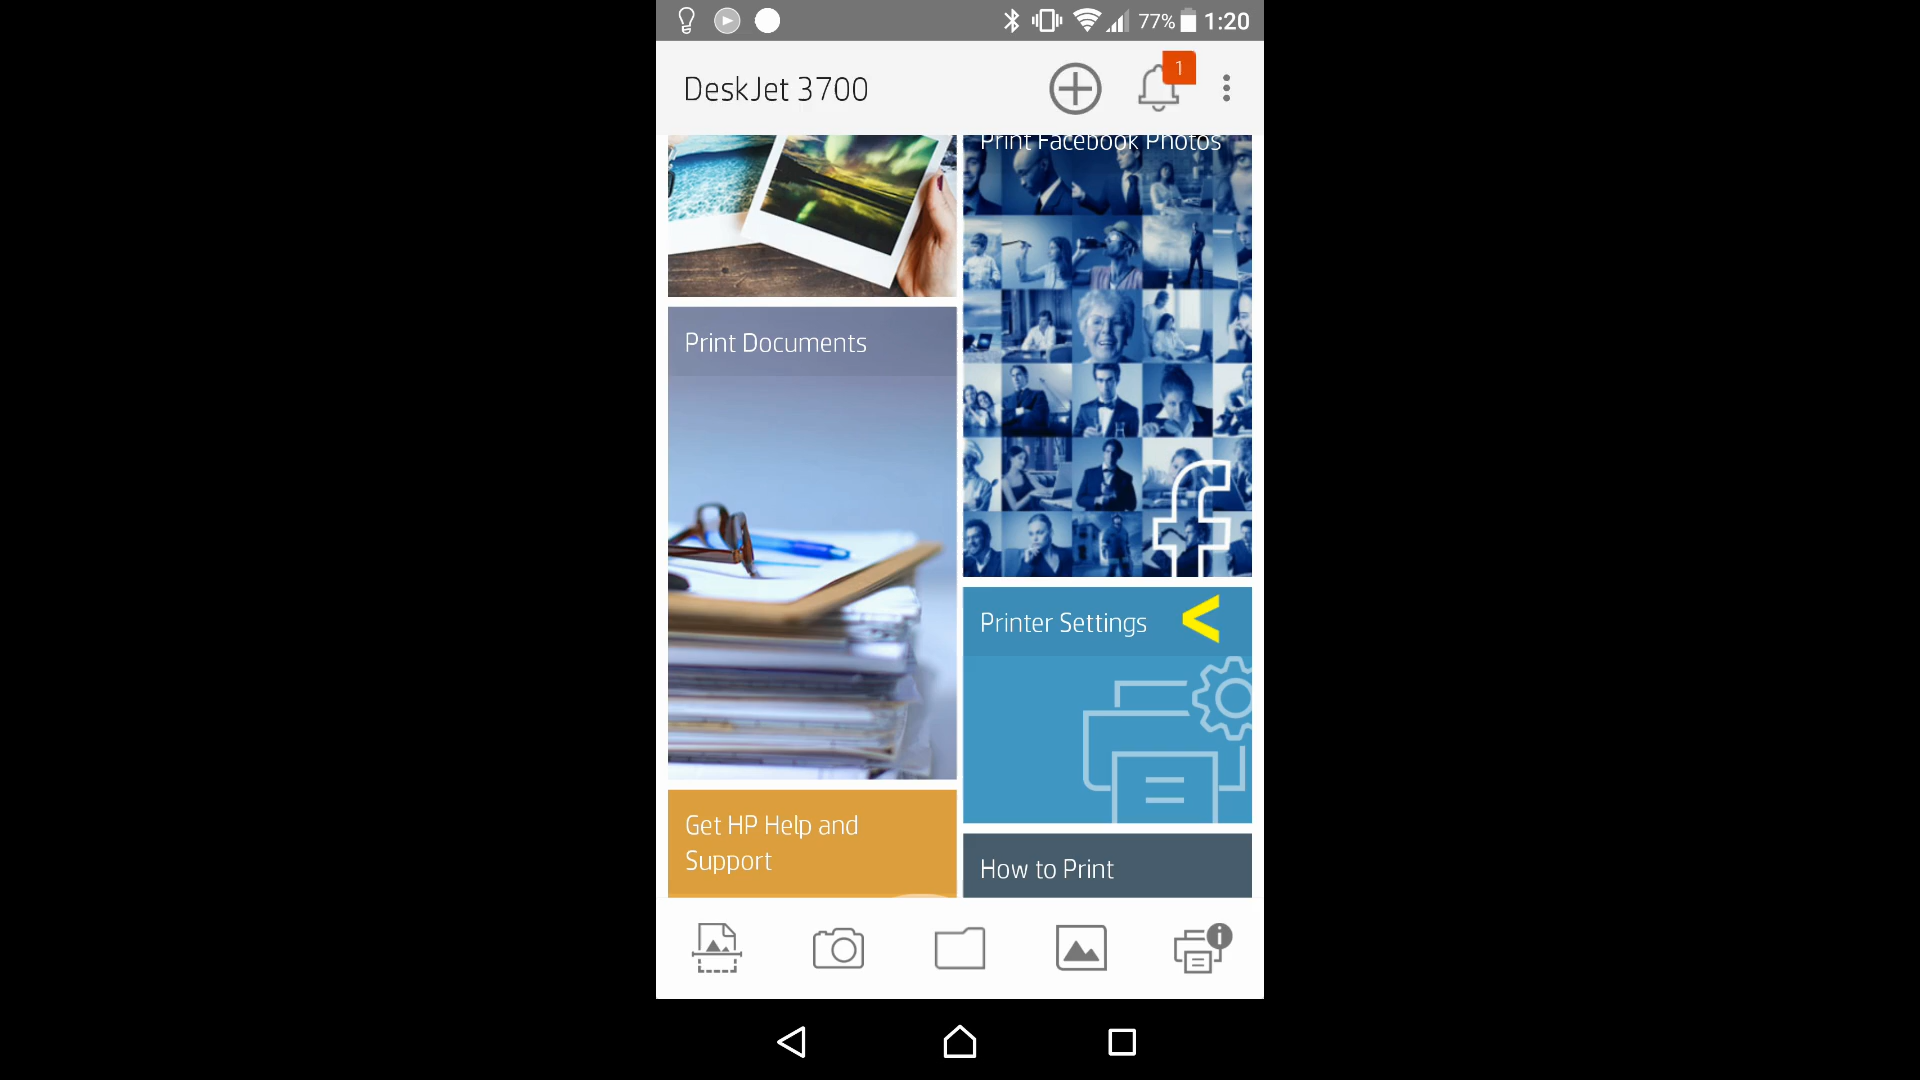 77% 1:20
DeskJet 3700
1
Print Facebook Photos
Print Documents
Printer Settings <
Get HP Help and
Support
How to Print